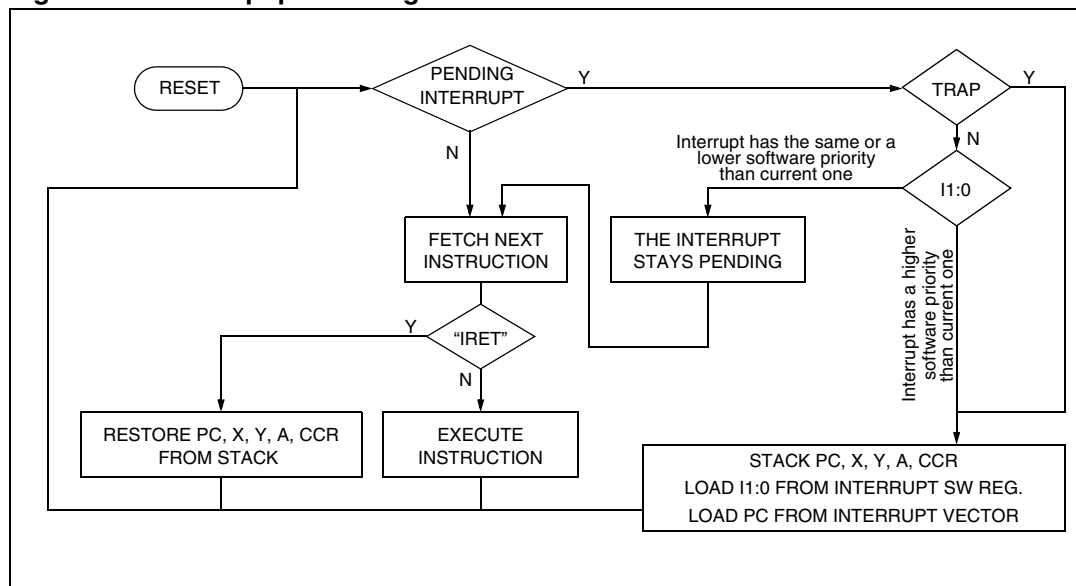 RESET
PENDING
INTERRUPT
Y
TRAP
Y
N
N
Interrupt has the same or a
lower software priority
than current one
I1:0
FETCH NEXT
INSTRUCTION
THE INTERRUPT
STAYS PENDING
Interrupt has a higher
software priority
than current one
Y
“IRET”
N
RESTORE PC, X, Y, A, CCR
FROM STACK
EXECUTE
INSTRUCTION
STACK PC, X, Y, A, CCR
LOAD I1:0 FROM INTERRUPT SW REG.
LOAD PC FROM INTERRUPT VECTOR